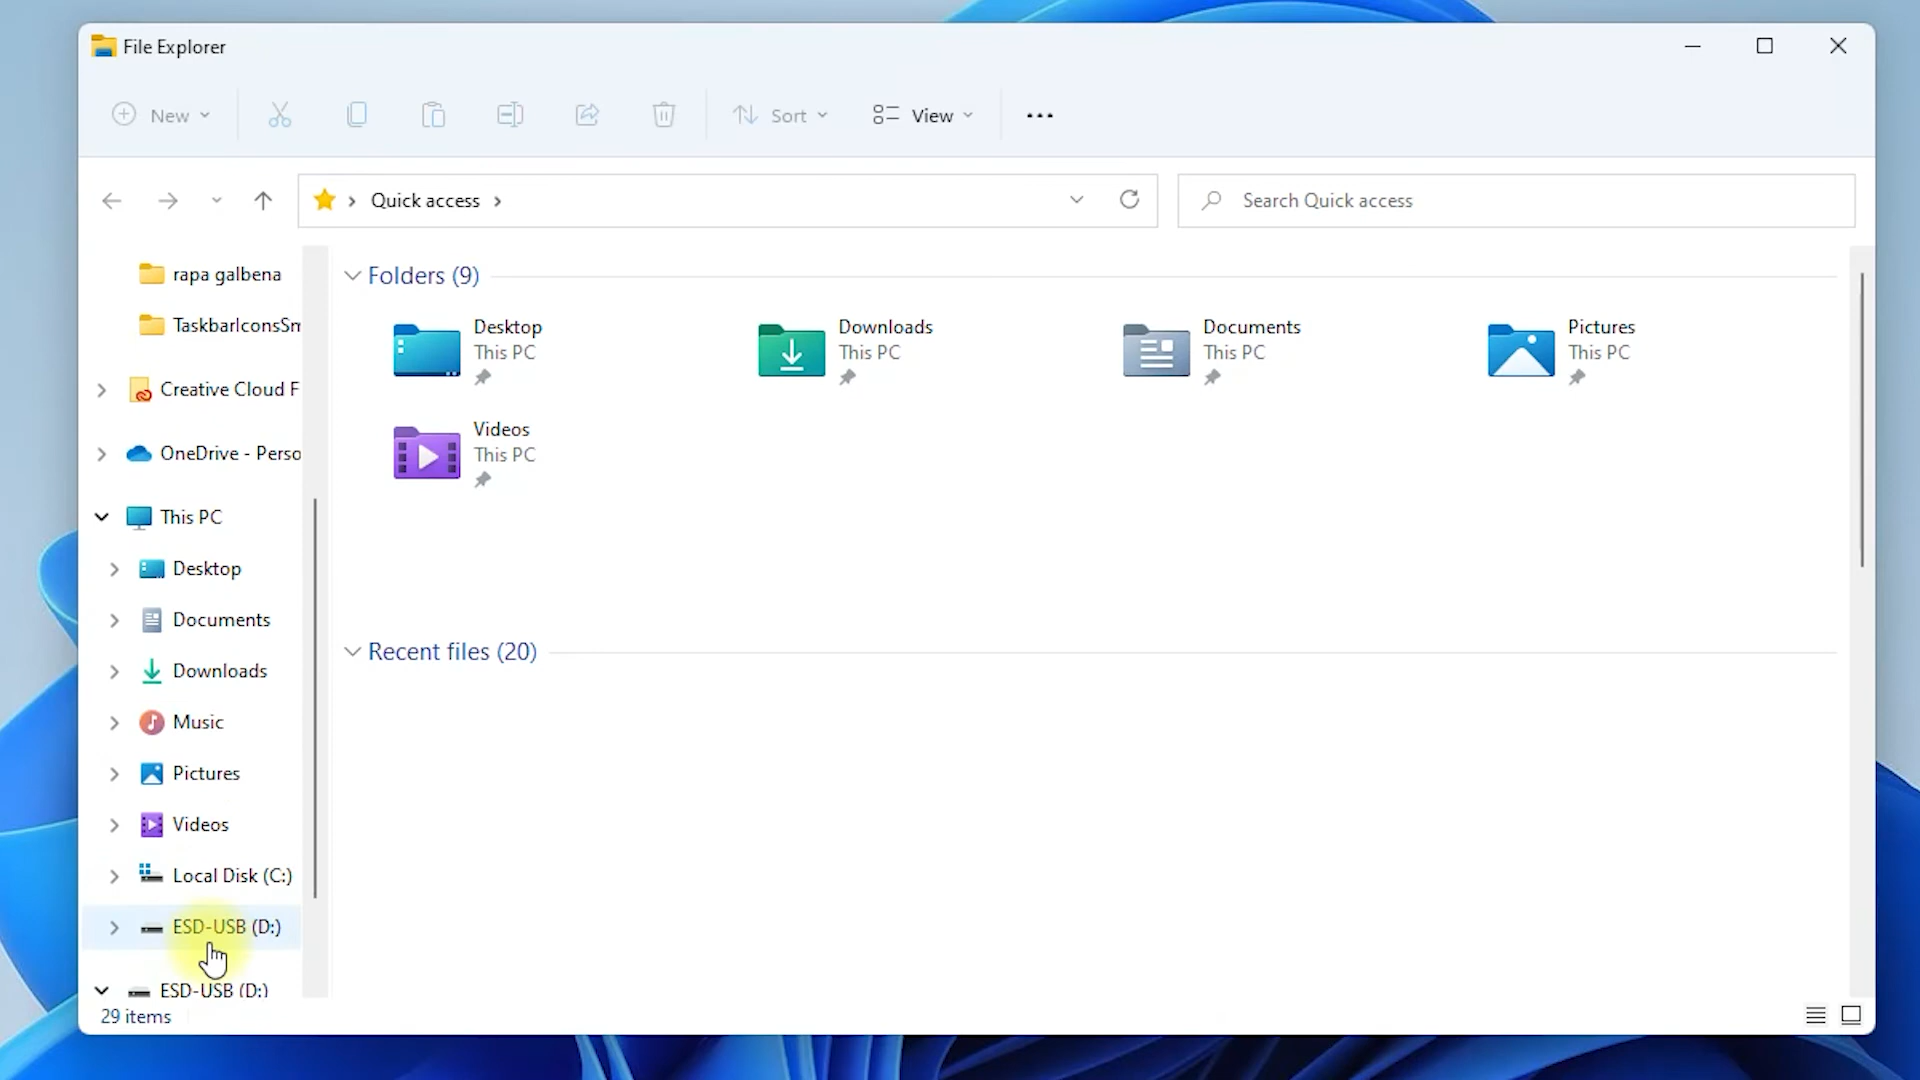 File Explorer
New
Sort
View
Quick access
Search Quick access
rapa galbena
TaskbarIconsSm
Creative Cloud F
OneDrive - Perso
This PC
Desktop
Documents
Downloads
Music
Pictures
Videos
Local Disk (C:)
ESD-USB (D:)
ESD-USB (D:)
Folders (9)
Desktop
This PC
Downloads
This PC
Documents
This PC
Pictures
This PC
Videos
This PC
Recent files (20)
29 items